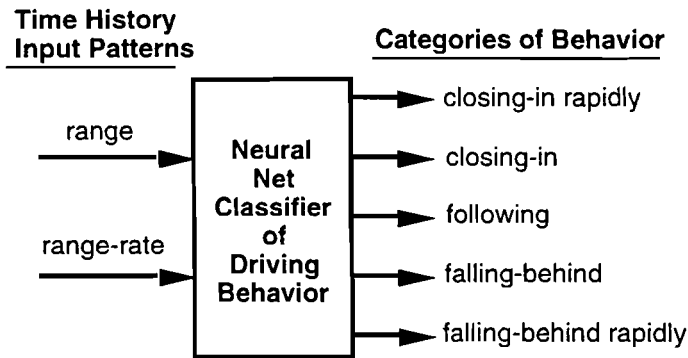 Time History
Input Patterns
range
range-rate
Neural
Net
Classifier
of
Driving
Behavior
Categories of Behavior
closing-in rapidly
closing-in
following
falling-behind
falling-behind rapidly